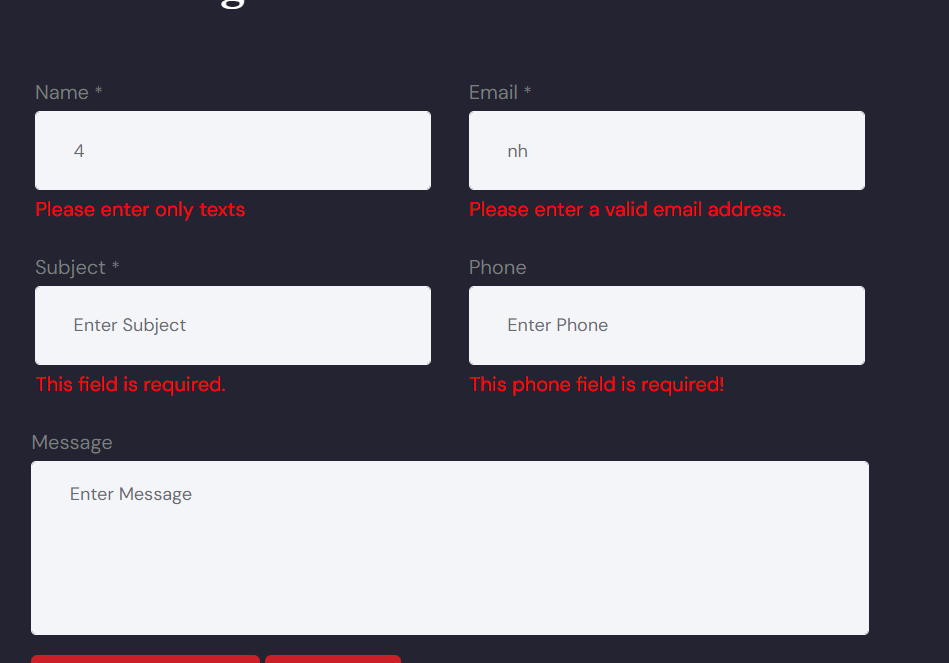 Name *
Email *
4
nh
Please enter only texts
Please enter a valid email address.
Subject *
Phone
Enter Subject
Enter Phone
This field is required.
This phone field is required!
Message
Enter Message